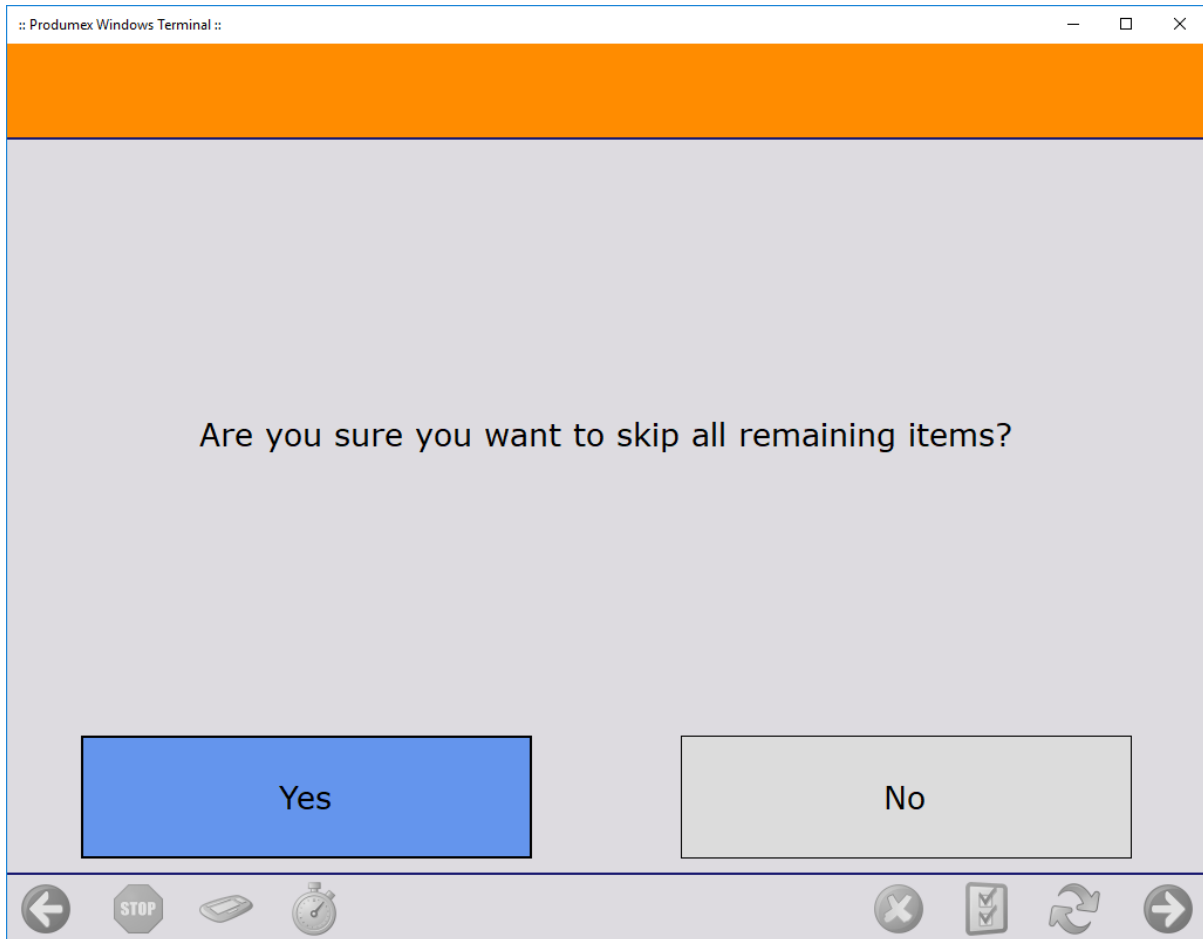 :: Produmex Windows Terminal ::
Are you sure you want to skip all remaining items?
Yes
No
STOP